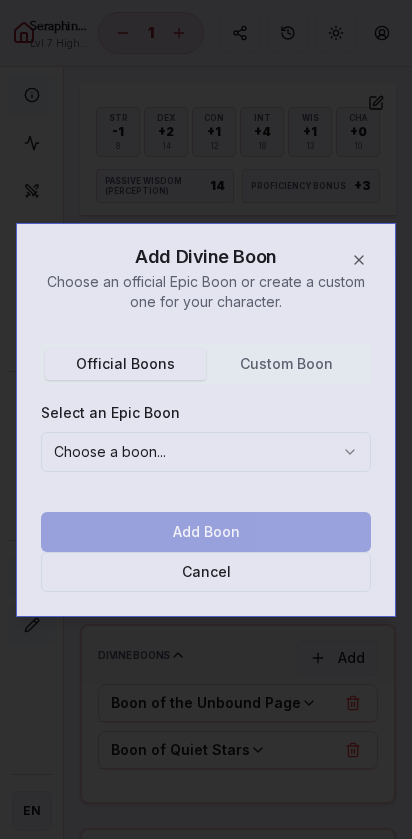 Seraphin...
Lvl 7 High...
1
STR
-1
8
DEX
+2
14
CON
+1
12
INT
+4
18
WIS
+1
13
CHA
+0
10
PASSIVE WISDOM
(PERCEPTION)
14
PROFICIENCY BONUS
+3
Add Divine Boon
Choose an official Epic Boon or create a custom
one for your character.
Official Boons
Custom Boon
Select an Epic Boon
Choose a boon...
Add Boon
Cancel
DIVINE BOONS
Add
Boon of the Unbound Page
Boon of Quiet Stars
EN